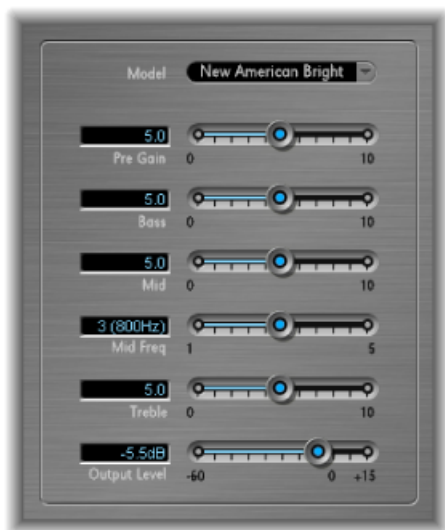 Model New American Bright
5.0
Pre Gain 0 10
5.0
Bass 0 10
5.0
Mid 0 10
3 (800Hz)
Mid Freq 1 5
5.0
Treble 0 10
-5.5dB
Output Level -60 0 +15